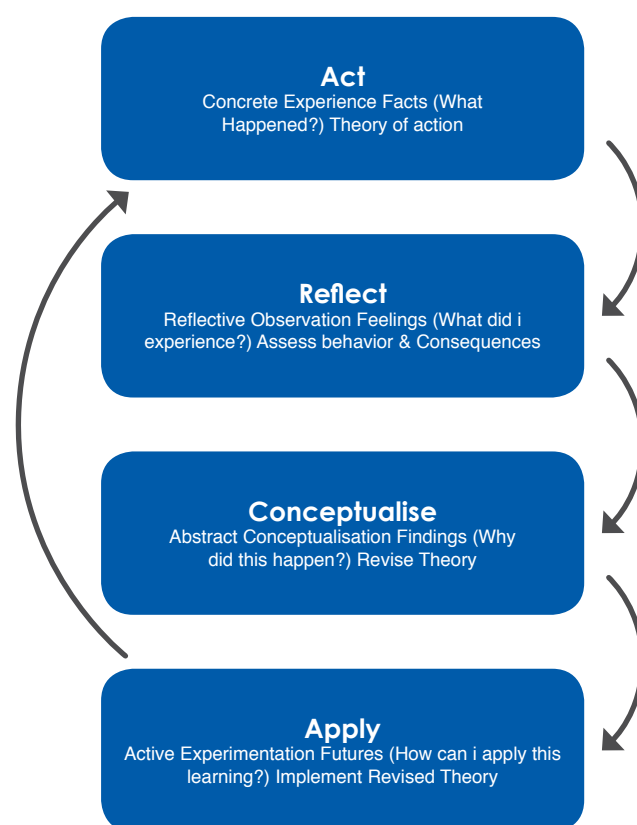 Act
Concrete Experience Facts (What
Happened?) Theory of action
Reflect
Reflective Observation Feelings (What did i
experience?) Assess behavior & Consequences
Conceptualise
Abstract Conceptualisation Findings (Why
did this happen?) Revise Theory
Apply
Active Experimentation Futures (How can i apply this
learning?) Implement Revised Theory